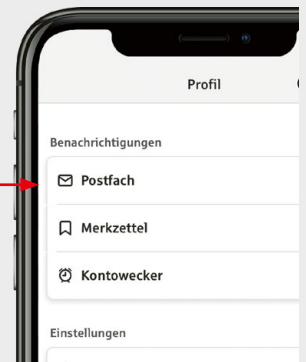 Profil
Benachrichtigungen
Postfach
Merkzettel
Kontowecker
Einstellungen